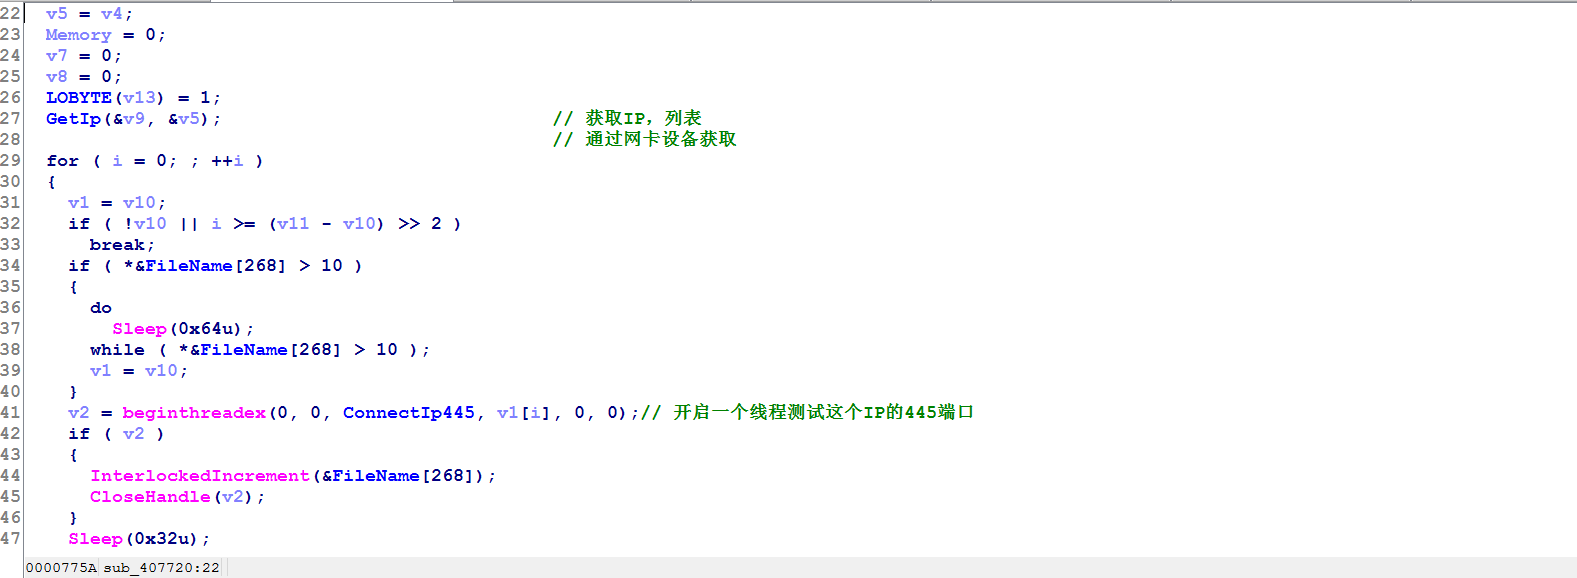 22 v5 = v4;
23 Memory = 0;
24 v7 = 0;
25 v8 = 0;
26 LOBYTE(v13) = 1;
27 GetIp(&v9, &v5); // 获取IP，列表
28 // 通过网卡设备获取
29 for ( i = 0; ; ++i )
30 {
31 v1 = v10;
32 if ( !v10 || i >= (v11 - v10) >> 2 )
33 break;
34 if ( *&FileName[268] > 10 )
35 {
36 do
37 Sleep(0x64u);
38 while ( *&FileName[268] > 10 );
39 v1 = v10;
40 }
41 v2 = beginthreadex(0, 0, ConnectIp445, v1[i], 0, 0);// 开启一个线程测试这个IP的445端口
42 if ( v2 )
43 {
44 InterlockedIncrement(&FileName[268]);
45 CloseHandle(v2);
46 }
47 Sleep(0x32u);
0000775A sub_407720:22